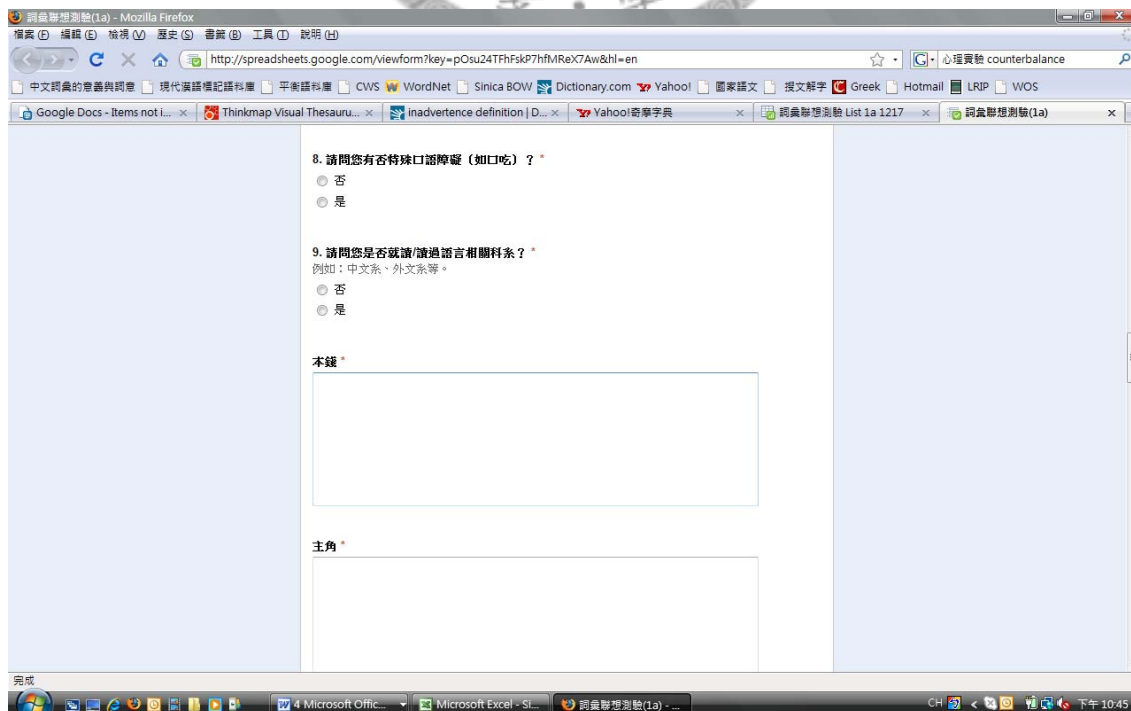 詞彙聯想測驗(1a) - Mozilla Firefox
檔案(F) 編輯(E) 檢視(V) 歷史(S) 書籤(B) 工具(T) 說明(H)
http://spreadsheets.google.com/viewform?key=pOsu24TFhFskP7hfMReX7Aw&hl=en 心理實驗 counterbalance
中文詞彙的意義與詞意 現代漢語標記語料庫 平衡語料庫 CWS WordNet Sinica BOW Dictionary.com Yahoo! 國家語文 搜文解字 Greek Hotmail LRIP WOS
Google Docs - Items not i... Thinkmap Visual Thesauru... inadvertence definition | D... Yahoo!奇摩字典 詞彙聯想測驗 List 1a 1217 詞彙聯想測驗(1a)
8. 請問您有否特殊口語障礙（如口吃）？ *
否
是
9. 請問您是否就讀/讀過語言相關科系？ *
例如：中文系、外文系等。
否
是
本錢 *
主角 *
完成
4 Microsoft Offic... Microsoft Excel - Si... 詞彙聯想測驗(1a) - ... CH 下午 10:45